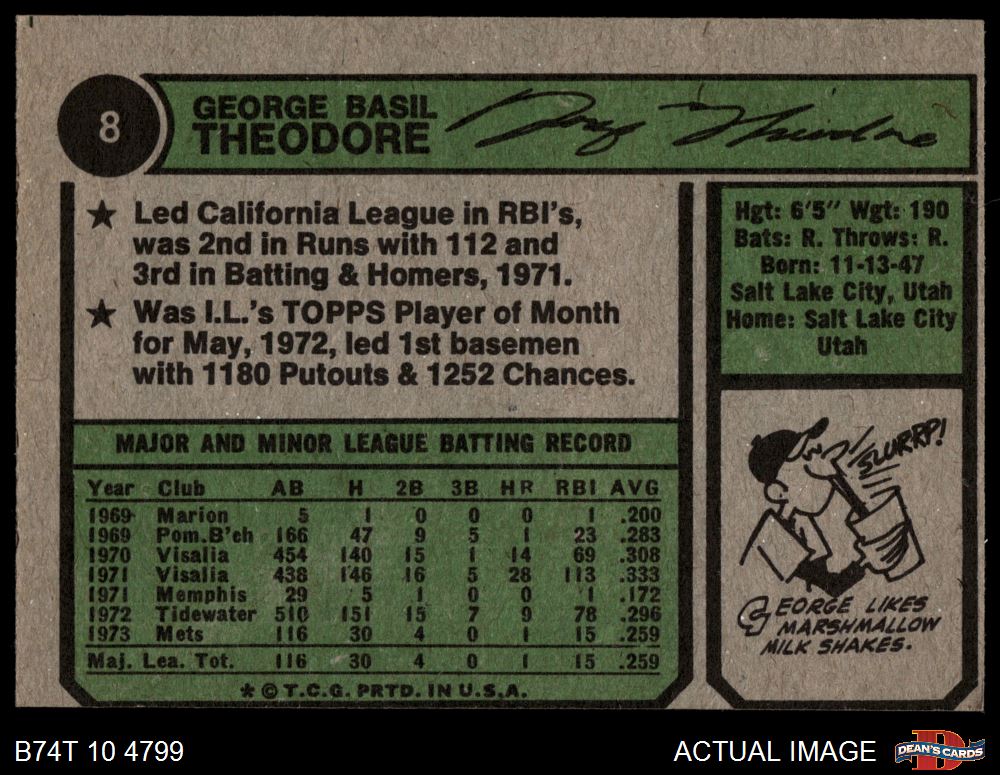 8
GEORGE BASIL
THEODORE
George Theodore
★ Led California League in RBI's,
was 2nd in Runs with 112 and
3rd in Batting & Homers, 1971.
★ Was I.L.'s TOPPS Player of Month
for May, 1972, led 1st basemen
with 1180 Putouts & 1252 Chances.
Hgt: 6'5" Wgt: 190
Bats: R. Throws: R.
Born: 11-13-47
Salt Lake City, Utah
Home: Salt Lake City
Utah
MAJOR AND MINOR LEAGUE BATTING RECORD
Year Club AB H 2B 3B HR RBI AVG
1969 Marion 5 1 0 0 0 1 .200
1969 Pom.B'ch 166 47 9 5 1 23 .283
1970 Visalia 454 140 15 1 14 69 .308
1971 Visalia 438 146 16 5 28 113 .333
1971 Memphis 29 5 1 0 0 1 .172
1972 Tidewater 510 151 15 7 9 78 .296
1973 Mets 116 30 4 0 1 15 .259
Maj. Lea. Tot. 116 30 4 0 1 15 .259
* © T.C.G. PRTD. IN U.S.A.
SLURRP!
GEORGE LIKES
MARSHMALLOW
MILK SHAKES.
B74T 10 4799
ACTUAL IMAGE
DEAN'S CARDS